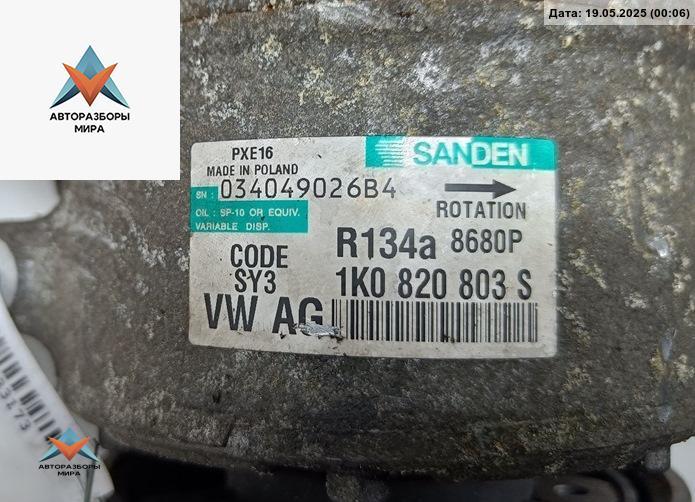 Дата: 19.05.2025 (00:06)
АВТОРАЗБОРЫ
МИРА
PXE16
MADE IN POLAND
SANDEN
SN : 034049026B4
OIL : SP-10 OR EQUIV.
VARIABLE DISP.
ROTATION
CODE
SY3
R134a 8680P
1K0 820 803 S
VW AG
АВТОРАЗБОРЫ
МИРА